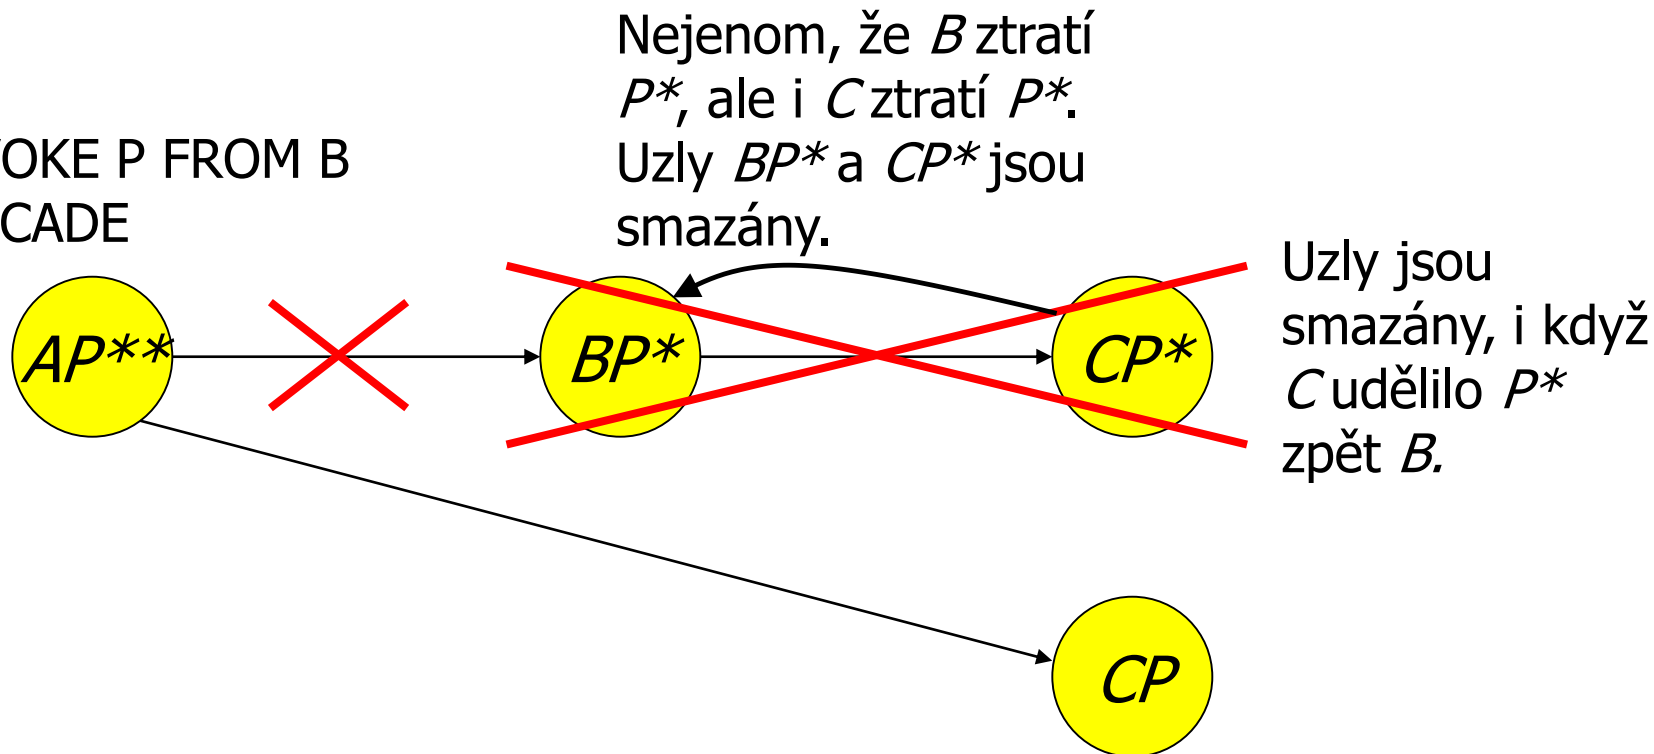 Nejenom, že B ztratí
P*, ale i C ztratí P*.
Uzly BP* a CP* jsou
smazány.
OKE P FROM B
CADE
Uzly jsou
smazány, i když
C udělilo P*
zpět B.
AP**
BP*
CP*
CP